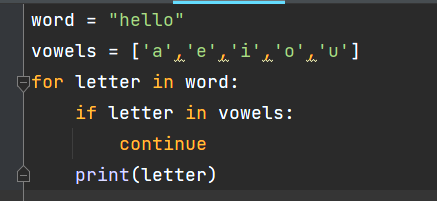 word = "hello"
vowels = ['a','e','i','o','u']
for letter in word:
    if letter in vowels:
        continue
    print(letter)